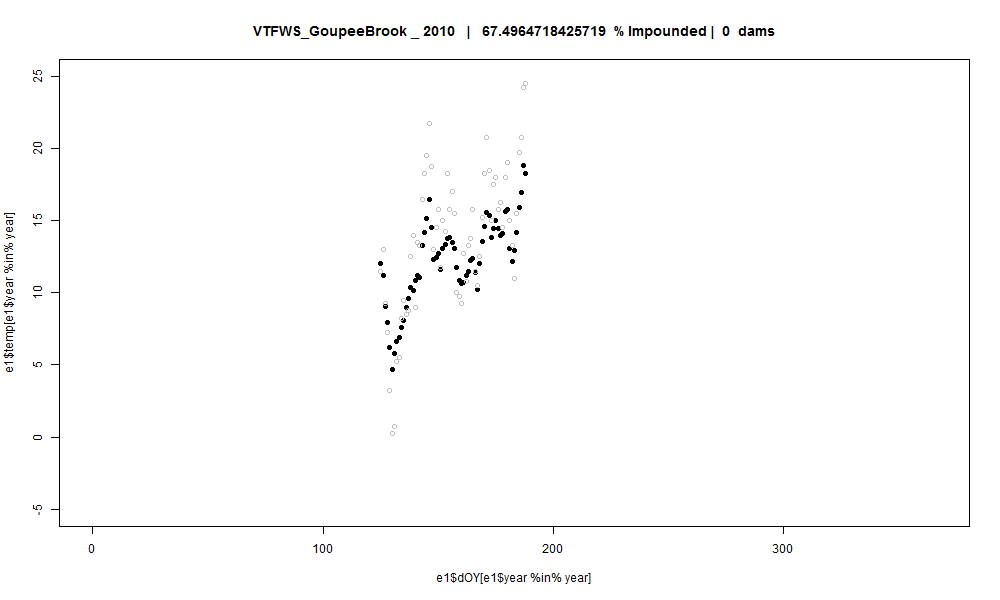 VTFWS_GoupeeBrook _ 2010 | 67.4964718425719 % Impounded | 0 dams
25
20
15
10
5
0
-5
e1$temp[e1$year %in% year]
0 100 200 300
e1$dOY[e1$year %in% year]